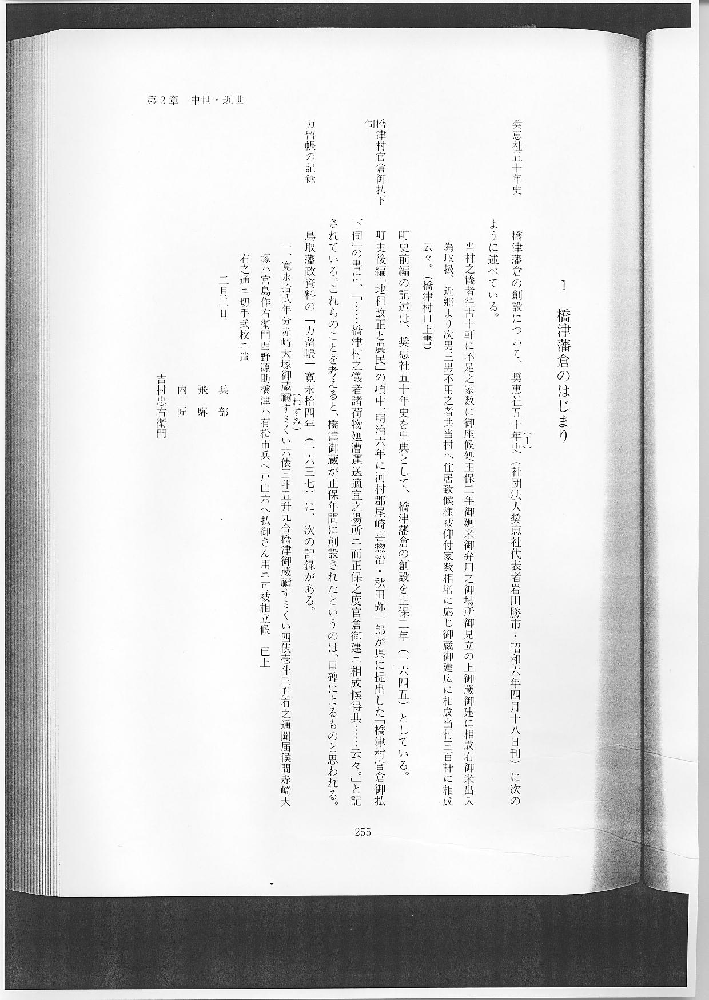 第2章　中世・近世
1　橋津藩倉のはじまり
奨恵社五十年史
橋津藩倉の創設について、奨恵社五十年史（社団法人奨恵社代表者岩田勝市・昭和六年四月十八日刊）に次の
（1）
ように述べている。
当村之儀者往古十軒に不足之家数に御座候処正保二年御廻米御弁用之御場所御見立の上御蔵御建に相成右御米出入
為取扱、近郷より次男三男不用之者共当村へ住居致候様被仰付家数相増に応じ御蔵御建広に相成当村三百軒に相成
云々。（橋津村口上書）
町史前編の記述は、奨恵社五十年史を出典として、橋津藩倉の創設を正保二年（一六四五）としている。
橋津村官倉御払下
伺
町史後編「地租改正と農民」の項中、明治六年に河村郡尾崎喜惣治・秋田弥一郎が県に提出した「橋津村官倉御払
下伺」の書に、「……橋津村之儀者諸荷物廻漕運送適宜之場所ニ而正保之度官倉御建ニ相成候得共……云々。」と記
されている。これらのことを考えると、橋津御蔵が正保年間に創設されたというのは、口碑によるものと思われる。
万留帳の記録
鳥取藩政資料の「万留帳」寛永拾四年（一六三七）に、次の記録がある。
（ねずみ）
一、寛永拾弐年分赤崎大塚御蔵禰すミくい六俵三斗五升九合橋津御蔵禰すミくい四俵壱斗三升有之通聞届候間赤崎大
塚ハ宮島作右衛門西野源助橋津ハ有松市兵へ戸山六へ払御さん用ニ可被相立候　已上
右之通ニ切手弐枚ニ遣
二月二日
兵　部
飛　驒
内　匠
吉村忠右衛門
255